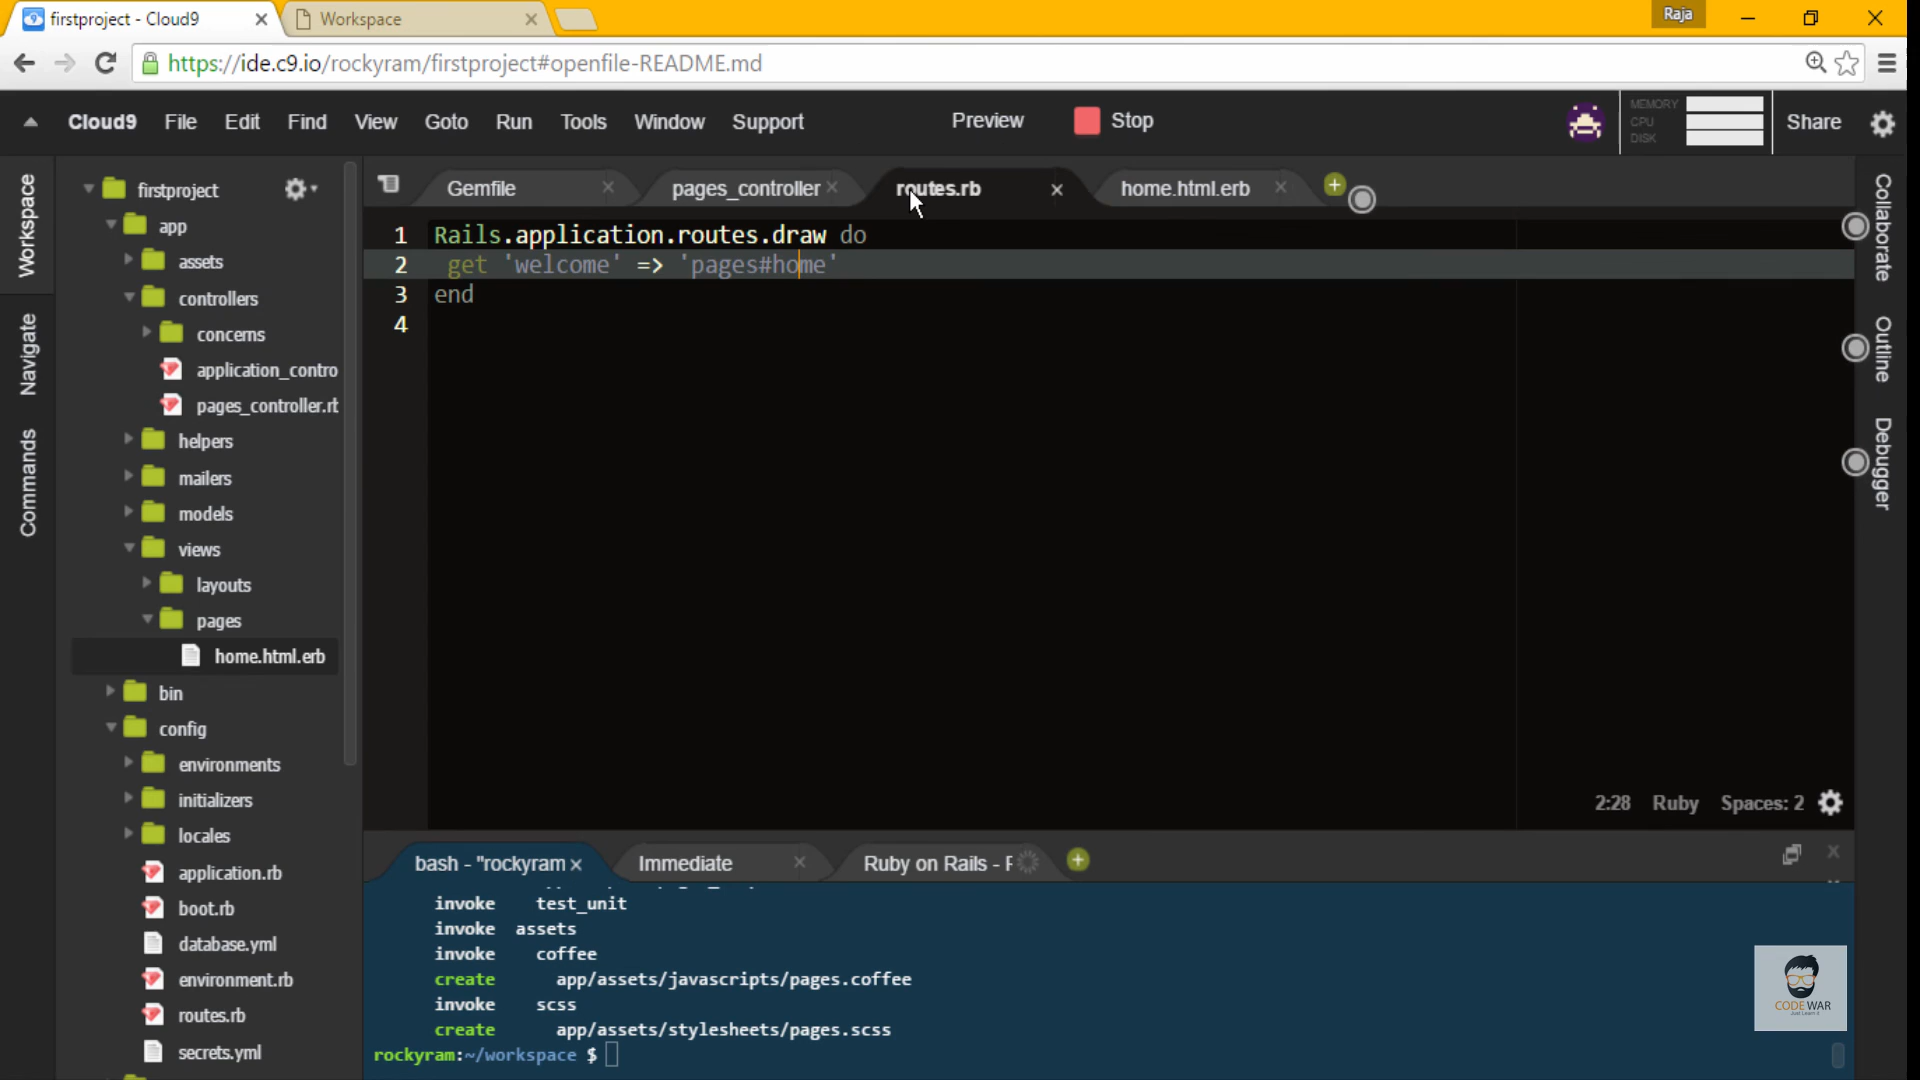 firstproject - Cloud9
Workspace
Raja
https://ide.c9.io/rockyram/firstproject#openfile-README.md
Cloud9 File Edit Find View Goto Run Tools Window Support Preview Stop
MEMORY
CPU
DISK
Share
Workspace
Navigate
Commands
firstproject
app
assets
controllers
concerns
application_contro
pages_controller.rb
helpers
mailers
models
views
layouts
pages
home.html.erb
bin
config
environments
initializers
locales
application.rb
boot.rb
database.yml
environment.rb
routes.rb
secrets.yml
Gemfile
pages_controller
routes.rb
home.html.erb
1 Rails.application.routes.draw do
2 get 'welcome' => 'pages#home'
3 end
4
2:28 Ruby Spaces: 2
Collaborate
Outline
Debugger
bash - "rockyram
Immediate
Ruby on Rails -
invoke test_unit
invoke assets
invoke coffee
create app/assets/javascripts/pages.coffee
invoke scss
create app/assets/stylesheets/pages.scss
rockyram:~/workspace $
CODE WAR
Just Learn it